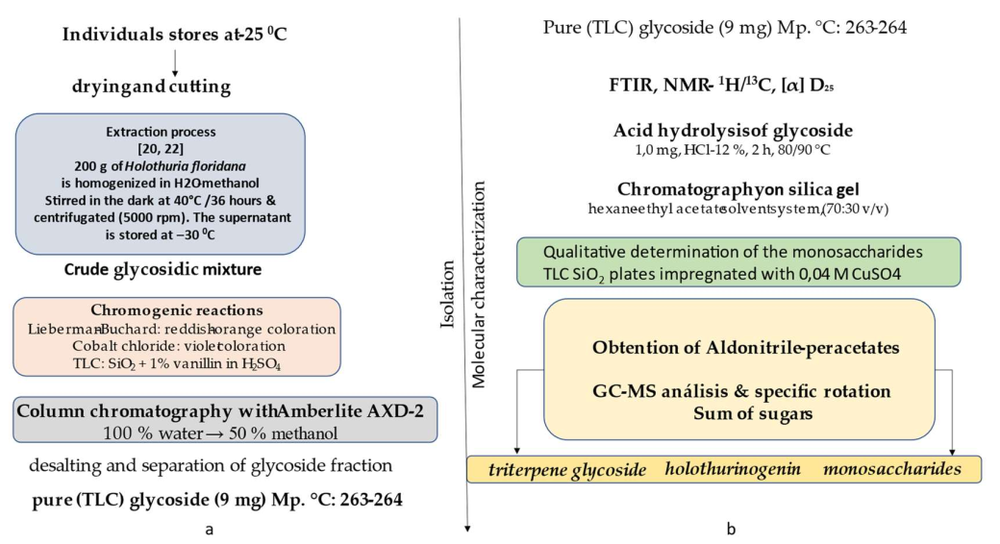 Individuals stores at-25 ⁰C
dryingand cutting
Extraction process
[20, 22]
200 g of Holothuria floridana
is homogenized in H2Omethanol
Stirred in the dark at 40°C /36 hours &
centrifugated (5000 rpm). The supernatant
is stored at –30 ⁰C
Crude glycosidic mixture
Chromogenic reactions
Lieberman-Buchard: reddish-orange coloration
Cobalt chloride: violetcoloration
TLC: SiO₂ + 1% vanillin in H₂SO₄
Column chromatography withAmberlite AXD-2
100 % water → 50 % methanol
desalting and separation of glycoside fraction
pure (TLC) glycoside (9 mg) Mp. °C: 263-264
a
Isolation
Molecular characterization
Pure (TLC) glycoside (9 mg) Mp. °C: 263-264
FTIR, NMR- ¹H/¹³C, [α] D₂₅
Acid hydrolysisof glycoside
1,0 mg, HCl-12 %, 2 h, 80/90 °C
Chromatographyon silica gel
hexane-ethyl acetatesolventsystem,(70:30 v/v)
Qualitative determination of the monosaccharides
TLC SiO₂ plates impregnated with 0,04 M CuSO4
Obtention of Aldonitrile-peracetates
GC-MS análisis & specific rotation
Sum of sugars
triterpene glycoside holothurinogenin monosaccharides
b